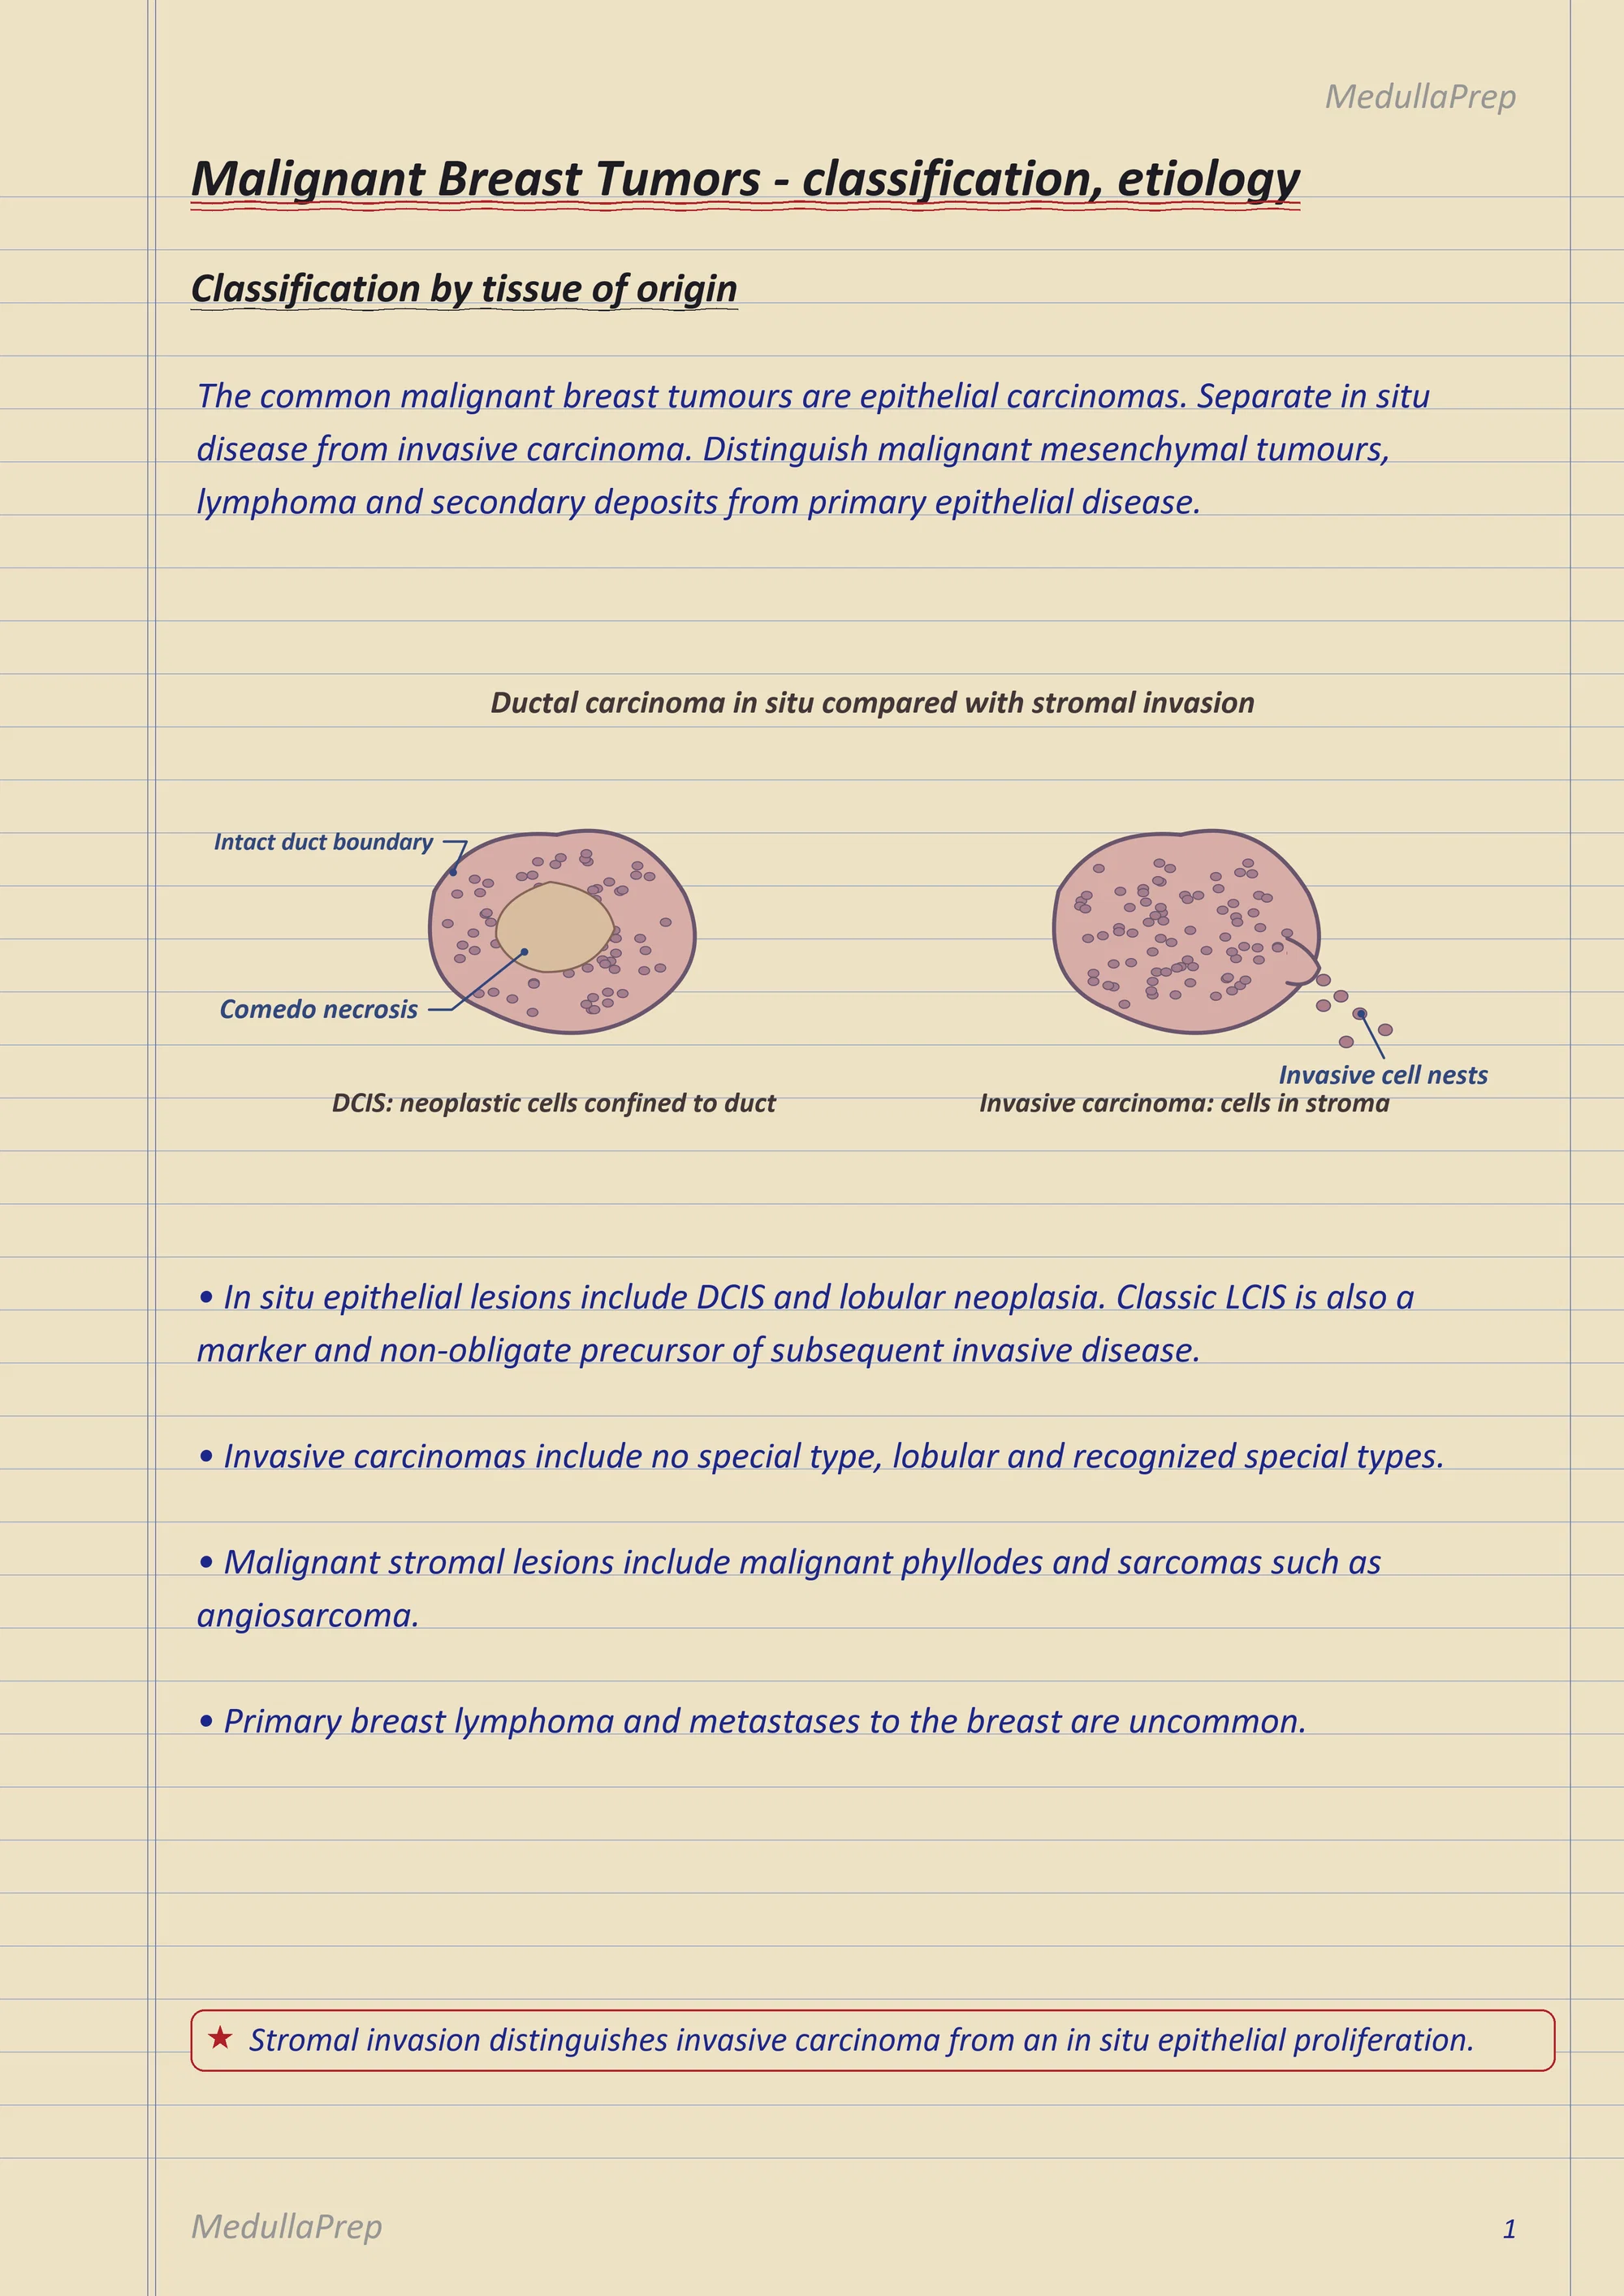 MedullaPrep
Malignant Breast Tumors - classification, etiology
Classification by tissue of origin
The common malignant breast tumours are epithelial carcinomas. Separate in situ
disease from invasive carcinoma. Distinguish malignant mesenchymal tumours,
lymphoma and secondary deposits from primary epithelial disease.
Ductal carcinoma in situ compared with stromal invasion
Intact duct boundary
Comedo necrosis
Invasive cell nests
DCIS: neoplastic cells confined to duct
Invasive carcinoma: cells in stroma
• In situ epithelial lesions include DCIS and lobular neoplasia. Classic LCIS is also a
marker and non-obligate precursor of subsequent invasive disease.
• Invasive carcinomas include no special type, lobular and recognized special types.
• Malignant stromal lesions include malignant phyllodes and sarcomas such as
angiosarcoma.
• Primary breast lymphoma and metastases to the breast are uncommon.
★ Stromal invasion distinguishes invasive carcinoma from an in situ epithelial proliferation.
MedullaPrep
1